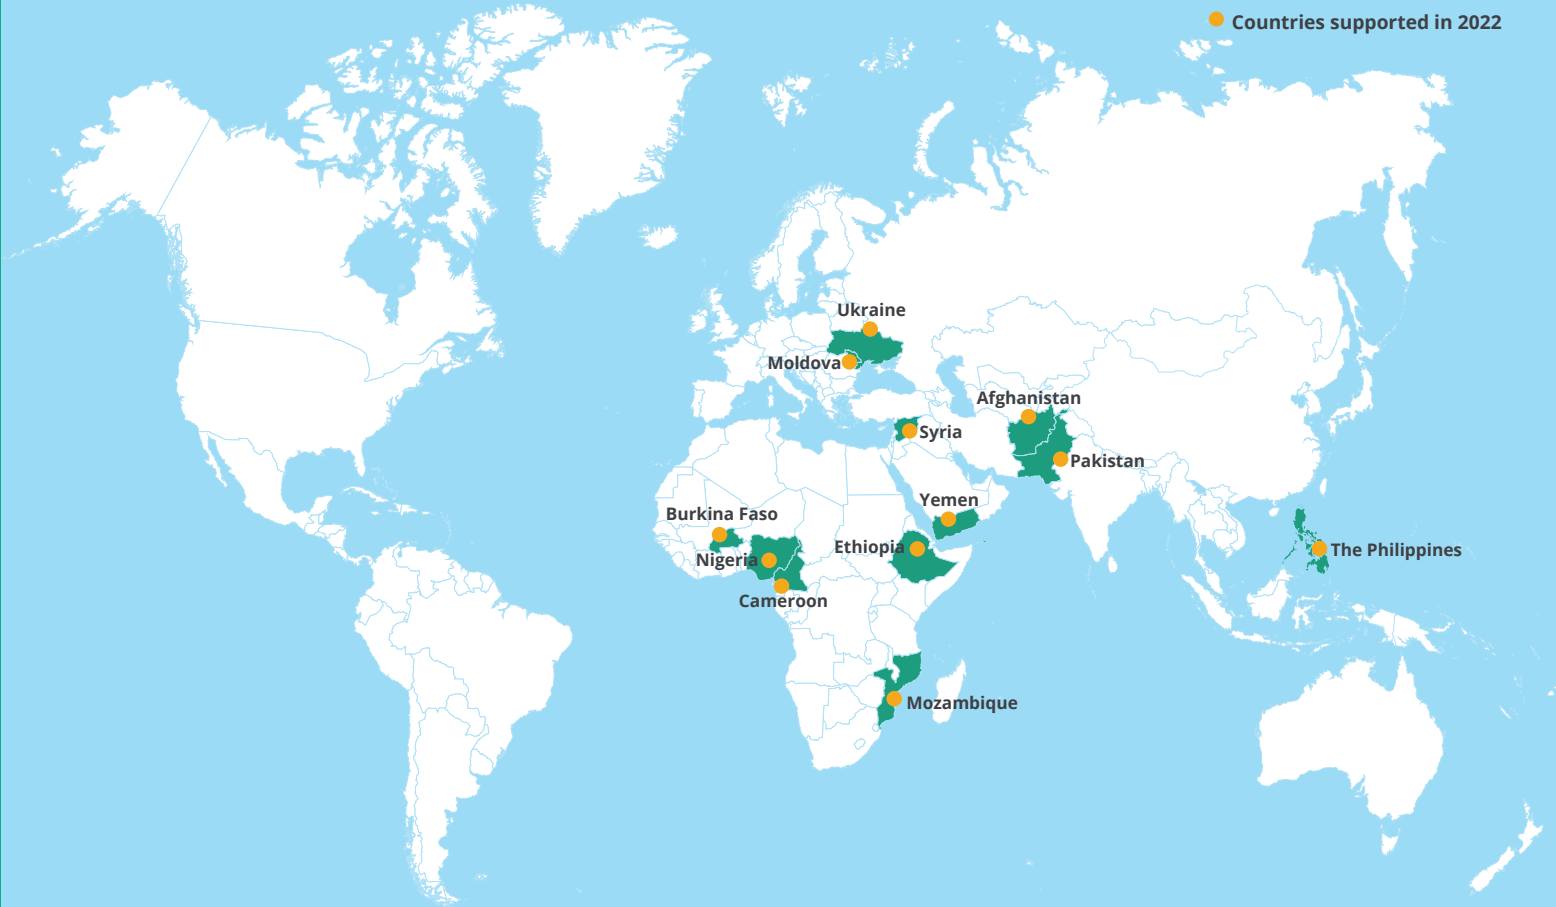 Countries supported in 2022
Ukraine
Moldova
Afghanistan
Syria
Pakistan
Yemen
Burkina Faso
Ethiopia
The Philippines
Nigeria
Cameroon
Mozambique